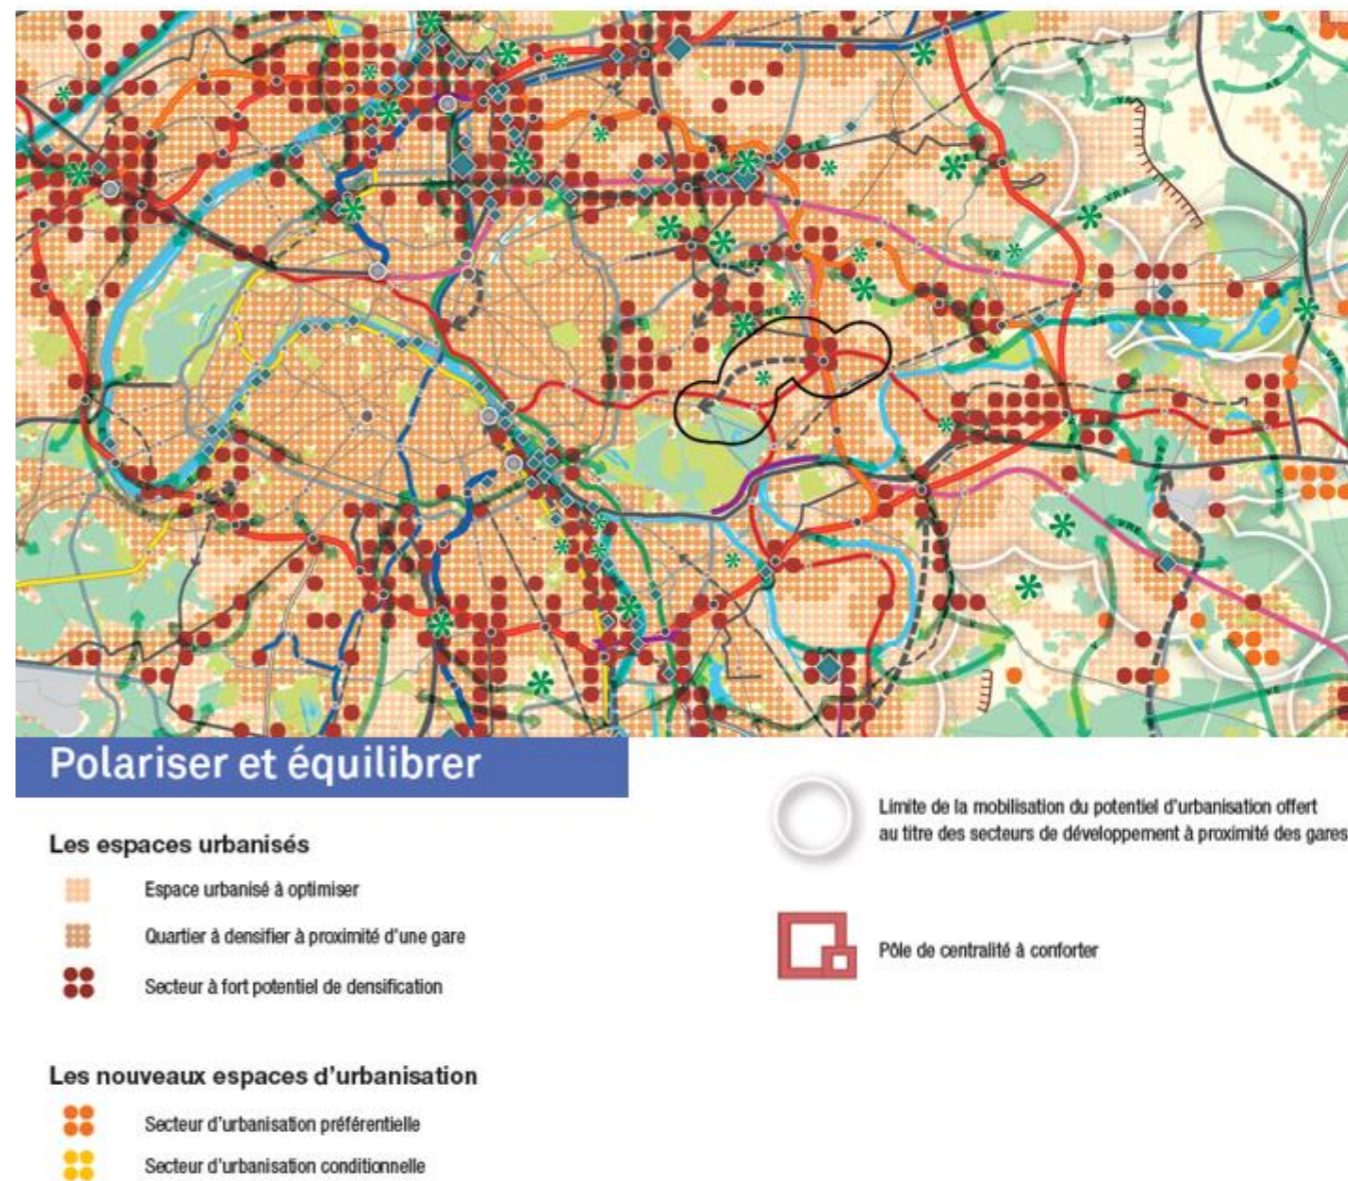 Polariser et équilibrer
Les espaces urbanisés
Espace urbanisé à optimiser
Quartier à densifier à proximité d'une gare
Secteur à fort potentiel de densification
Les nouveaux espaces d'urbanisation
Secteur d'urbanisation préférentielle
Secteur d'urbanisation conditionnelle
Limite de la mobilisation du potentiel d'urbanisation offert
au titre des secteurs de développement à proximité des gares
Pôle de centralité à conforter